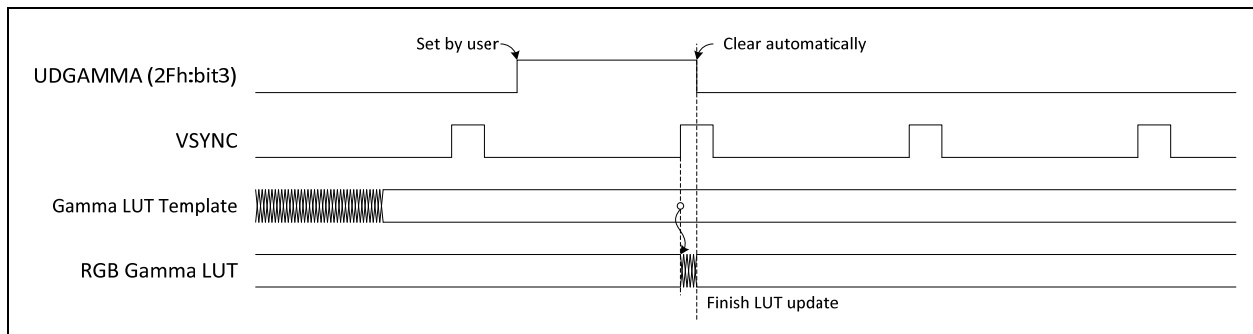 Set by user
Clear automatically
UDGAMMA (2Fh:bit3)
VSYNC
Gamma LUT Template
RGB Gamma LUT
Finish LUT update